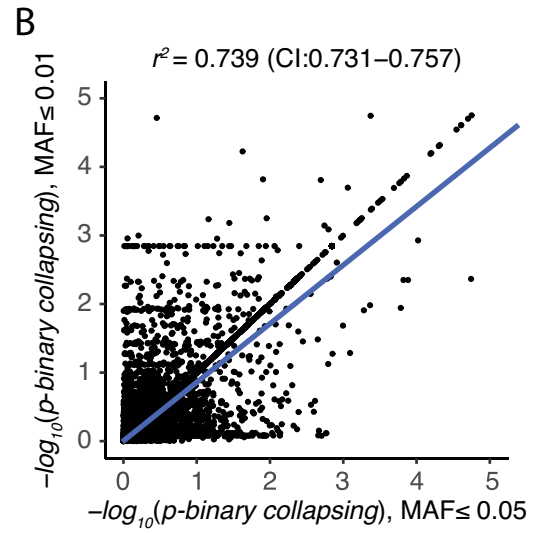 B
r² = 0.739 (CI:0.731−0.757)
−log₁₀(p-binary collapsing), MAF≤ 0.01
5
4
3
2
1
0
0 1 2 3 4 5
−log₁₀(p-binary collapsing), MAF≤ 0.05